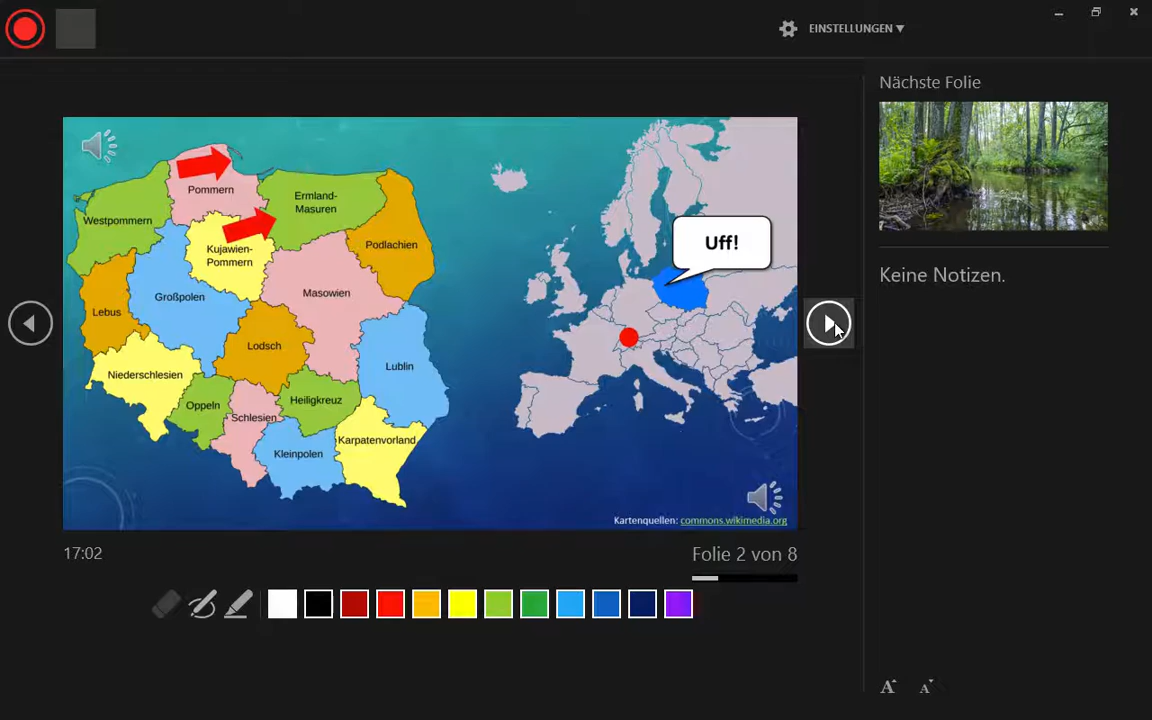 EINSTELLUNGEN
Nächste Folie
Pommern
Ermland-
Masuren
Westpommern
Podlachien
Kujawien-
Pommern
Uff!
Keine Notizen.
Großpolen
Masowien
Lebus
Lodsch
Lublin
Niederschlesien
Oppeln
Heiligkreuz
Schlesien
Karpatenvorland
Kleinpolen
Kartenquellen: commons.wikimedia.org
17:02
Folie 2 von 8
A A